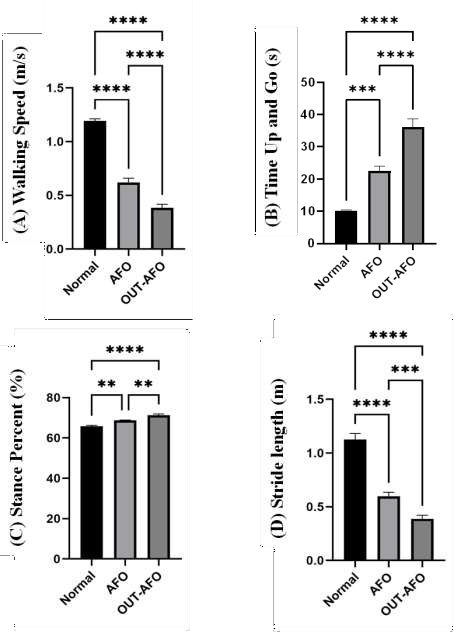 (A) Walking Speed (m/s)
****
****
****
1.5
1.0
0.5
0.0
Normal
AFO
OUT-AFO
(B) Time Up and Go (s)
****
****
***
50
40
30
20
10
0
Normal
AFO
OUT-AFO
(C) Stance Percent (%)
****
** **
80
60
40
20
0
Normal
AFO
OUT-AFO
(D) Stride length (m)
****
***
****
1.5
1.0
0.5
0.0
Normal
AFO
OUT-AFO